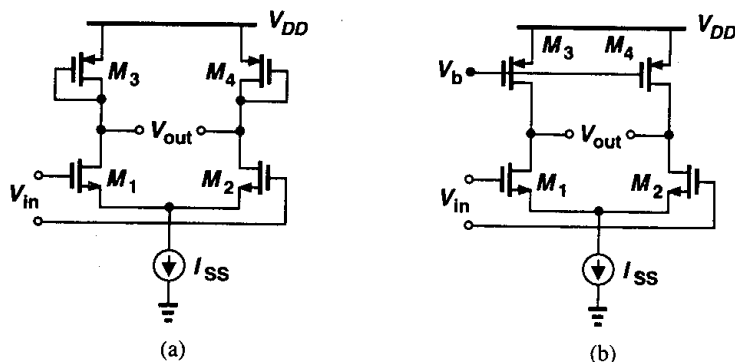 V_DD
M_3
M_4
V_out
M_1
M_2
V_in
I_SS
(a)
V_DD
M_3
M_4
V_b
V_out
M_1
M_2
V_in
I_SS
(b)